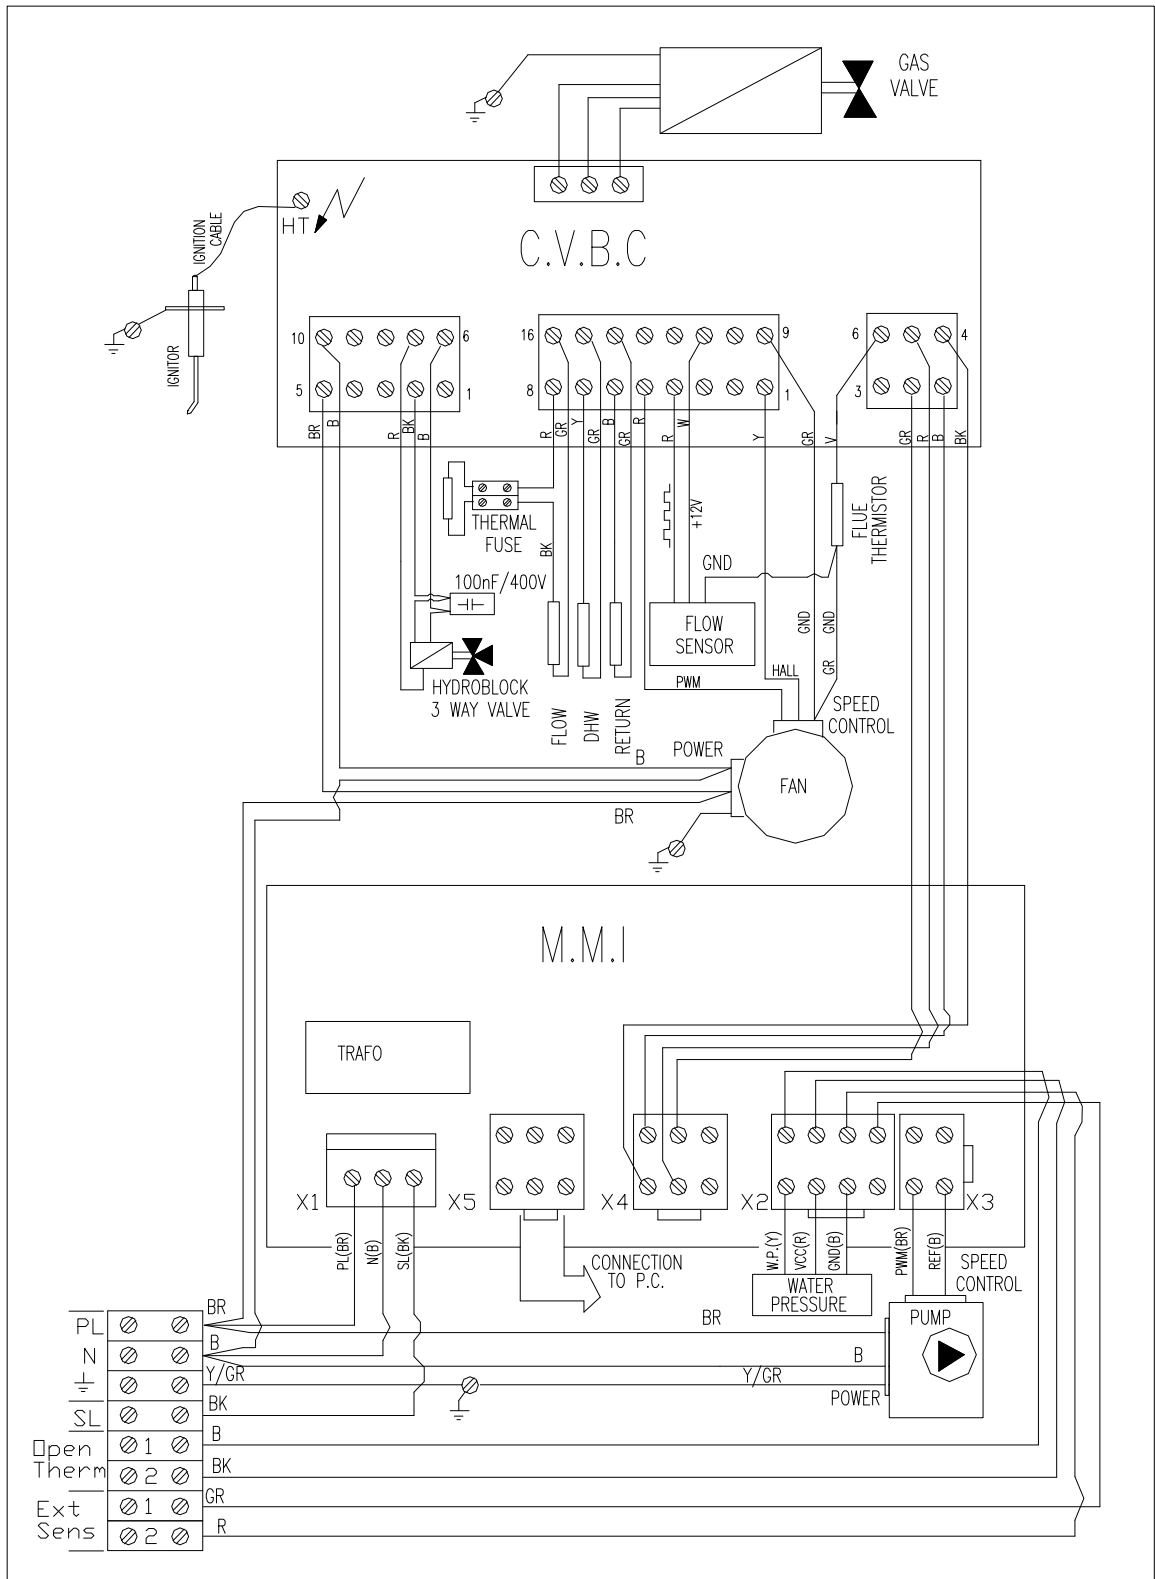 GAS
VALVE
IGNITION
CABLE
HT
C.V.B.C
IGNITOR
10
6
5
1
16
9
8
1
6
4
3
BR
B
R
BK
B
R
GR
Y
GR
B
GR
R
R
W
Y
GR
V
GR
R
B
BK
THERMAL
FUSE
BK
+12V
FLUE
THERMISTOR
GND
100nF/400V
FLOW
SENSOR
GND
GND
GR
HYDROBLOCK
3 WAY VALVE
FLOW
DHW
RETURN
PWM
HALL
SPEED
CONTROL
B
POWER
FAN
BR
M.M.I
TRAFO
X1
X5
X4
X2
X3
PL(BR)
N(B)
SL(BK)
CONNECTION
TO P.C.
W.P.(Y)
VCC(R)
GND(B)
PWM(BR)
REF(B)
SPEED
CONTROL
WATER
PRESSURE
PUMP
PL
BR
BR
N
B
B
Y/GR
Y/GR
POWER
SL
BK
Open
Therm
1
B
2
BK
Ext
Sens
1
GR
2
R